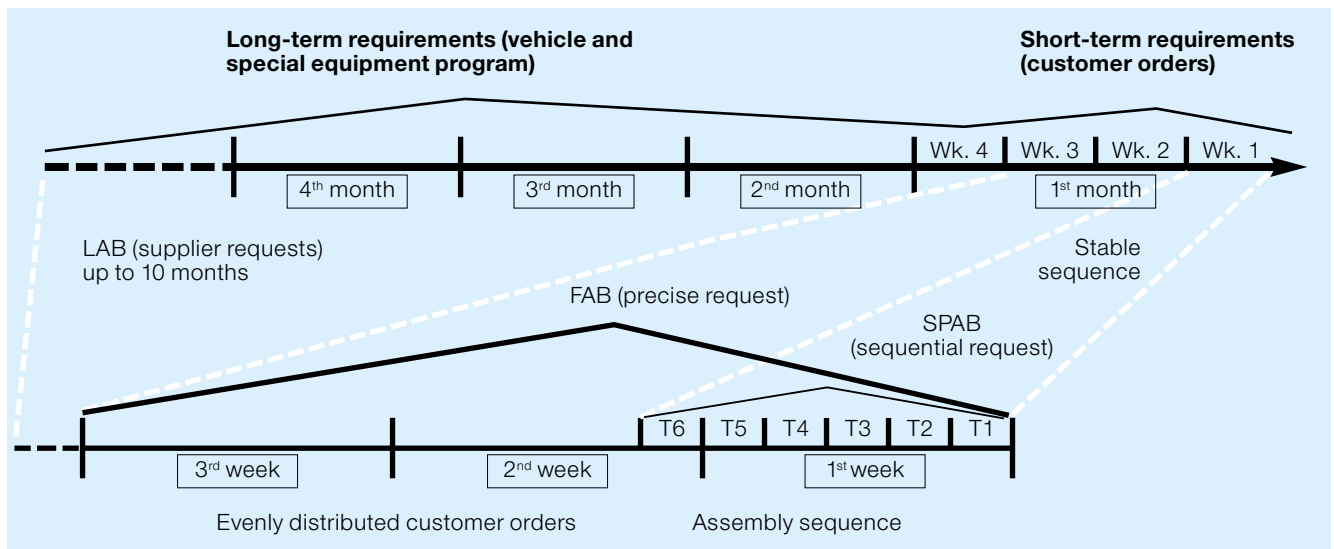 Long-term requirements (vehicle and
special equipment program)
Short-term requirements
(customer orders)
Wk. 4 Wk. 3 Wk. 2 Wk. 1
4th month 3rd month 2nd month 1st month
LAB (supplier requests)
up to 10 months
Stable
sequence
FAB (precise request)
SPAB
(sequential request)
T6 T5 T4 T3 T2 T1
3rd week 2nd week 1st week
Evenly distributed customer orders
Assembly sequence